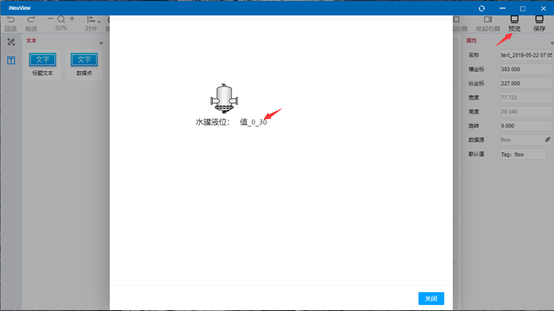 iNeuView
回退 前进 50% 对齐 收起右侧 预览 保存
文本
标题文本 数据点
文字 文字
水罐液位： 值_0_30
关闭
属性
名称 text_2019-05-22 07:05
横坐标 303.000
纵坐标 227.000
宽度 77.722
高度 28.346
旋转 0.000
数据源 flow
默认值 Tag: flow